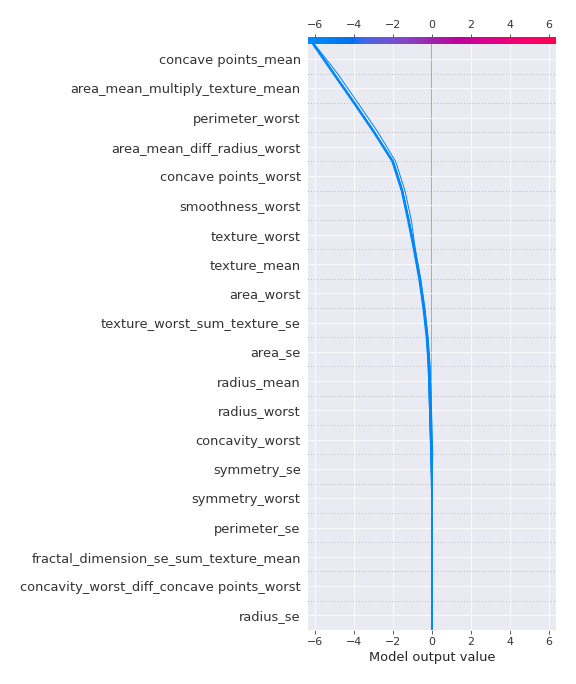 −6 −4 −2 0 2 4 6
concave points_mean
area_mean_multiply_texture_mean
perimeter_worst
area_mean_diff_radius_worst
concave points_worst
smoothness_worst
texture_worst
texture_mean
area_worst
texture_worst_sum_texture_se
area_se
radius_mean
radius_worst
concavity_worst
symmetry_se
symmetry_worst
perimeter_se
fractal_dimension_se_sum_texture_mean
concavity_worst_diff_concave points_worst
radius_se
−6 −4 −2 0 2 4 6
Model output value